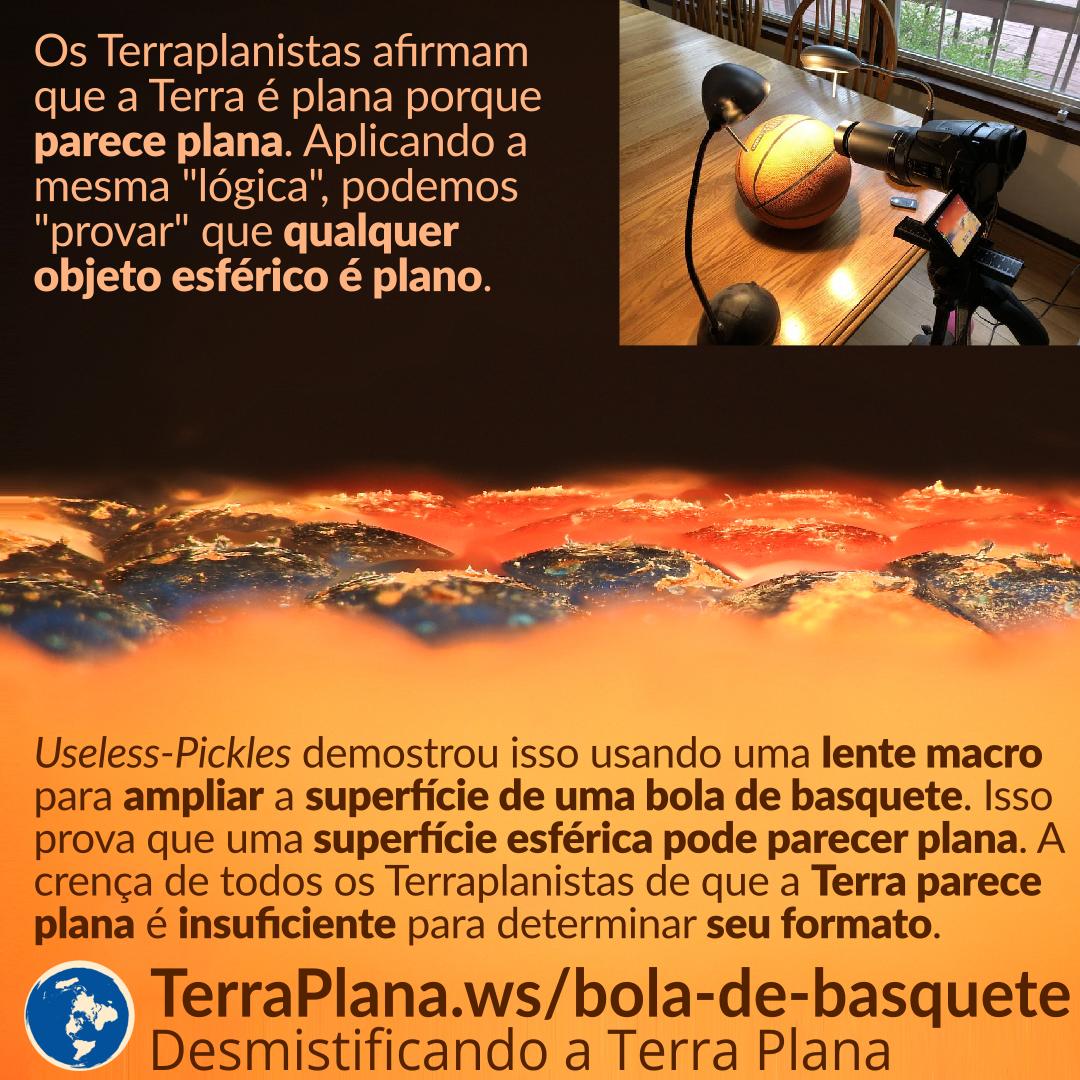 Os Terraplanistas afirmam
que a Terra é plana porque
parece plana. Aplicando a
mesma "lógica", podemos
"provar" que qualquer
objeto esférico é plano.
Useless-Pickles demostrou isso usando uma lente macro
para ampliar a superfície de uma bola de basquete. Isso
prova que uma superfície esférica pode parecer plana. A
crença de todos os Terraplanistas de que a Terra parece
plana é insuficiente para determinar seu formato.
TerraPlana.ws/bola-de-basquete
Desmistificando a Terra Plana